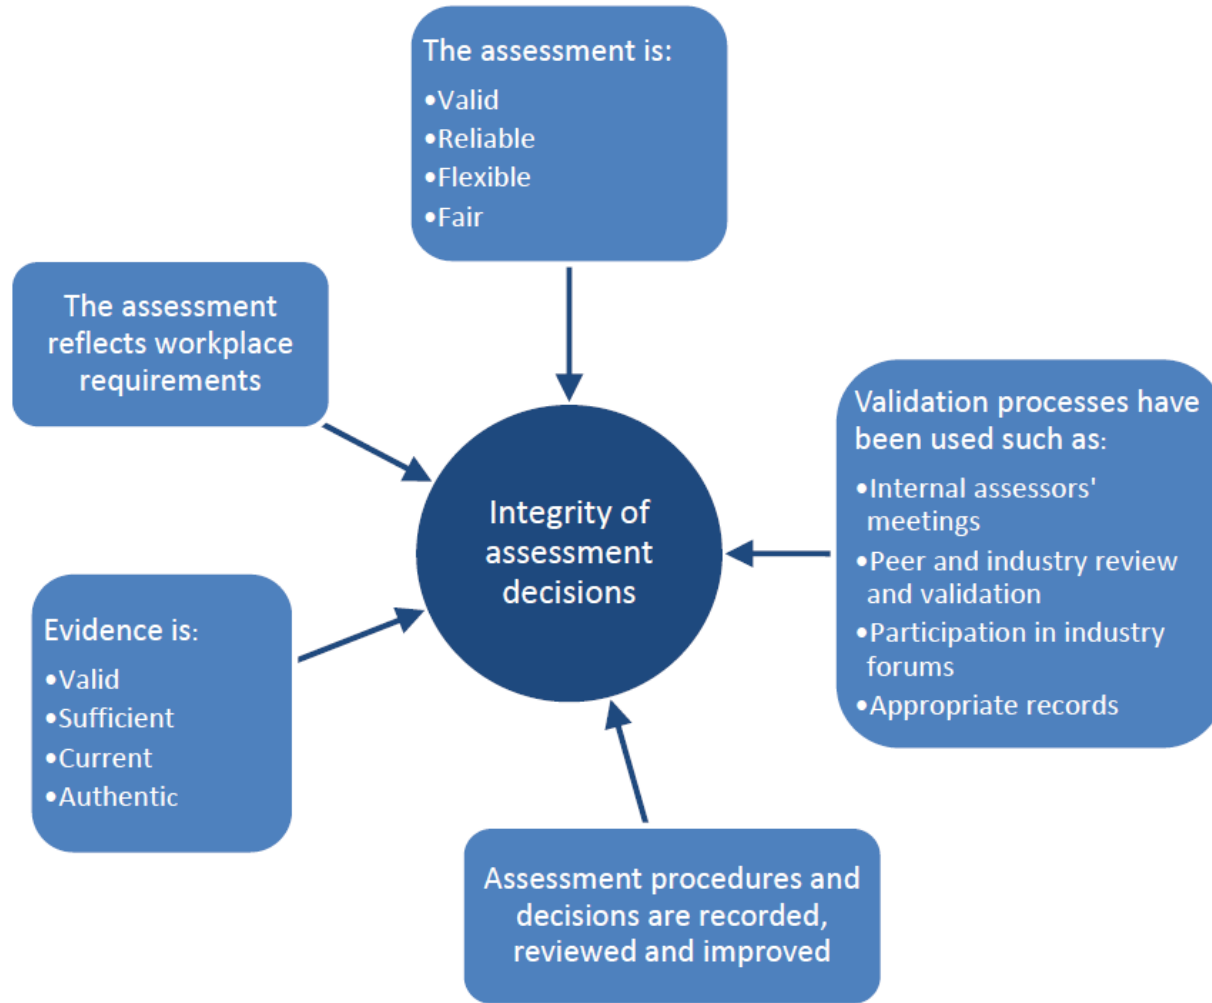 The assessment is:
•Valid
•Reliable
•Flexible
•Fair
The assessment
reflects workplace
requirements
Validation processes have
been used such as:
•Internal assessors'
meetings
•Peer and industry review
and validation
•Participation in industry
forums
•Appropriate records
Integrity of
assessment
decisions
Evidence is:
•Valid
•Sufficient
•Current
•Authentic
Assessment procedures and
decisions are recorded,
reviewed and improved